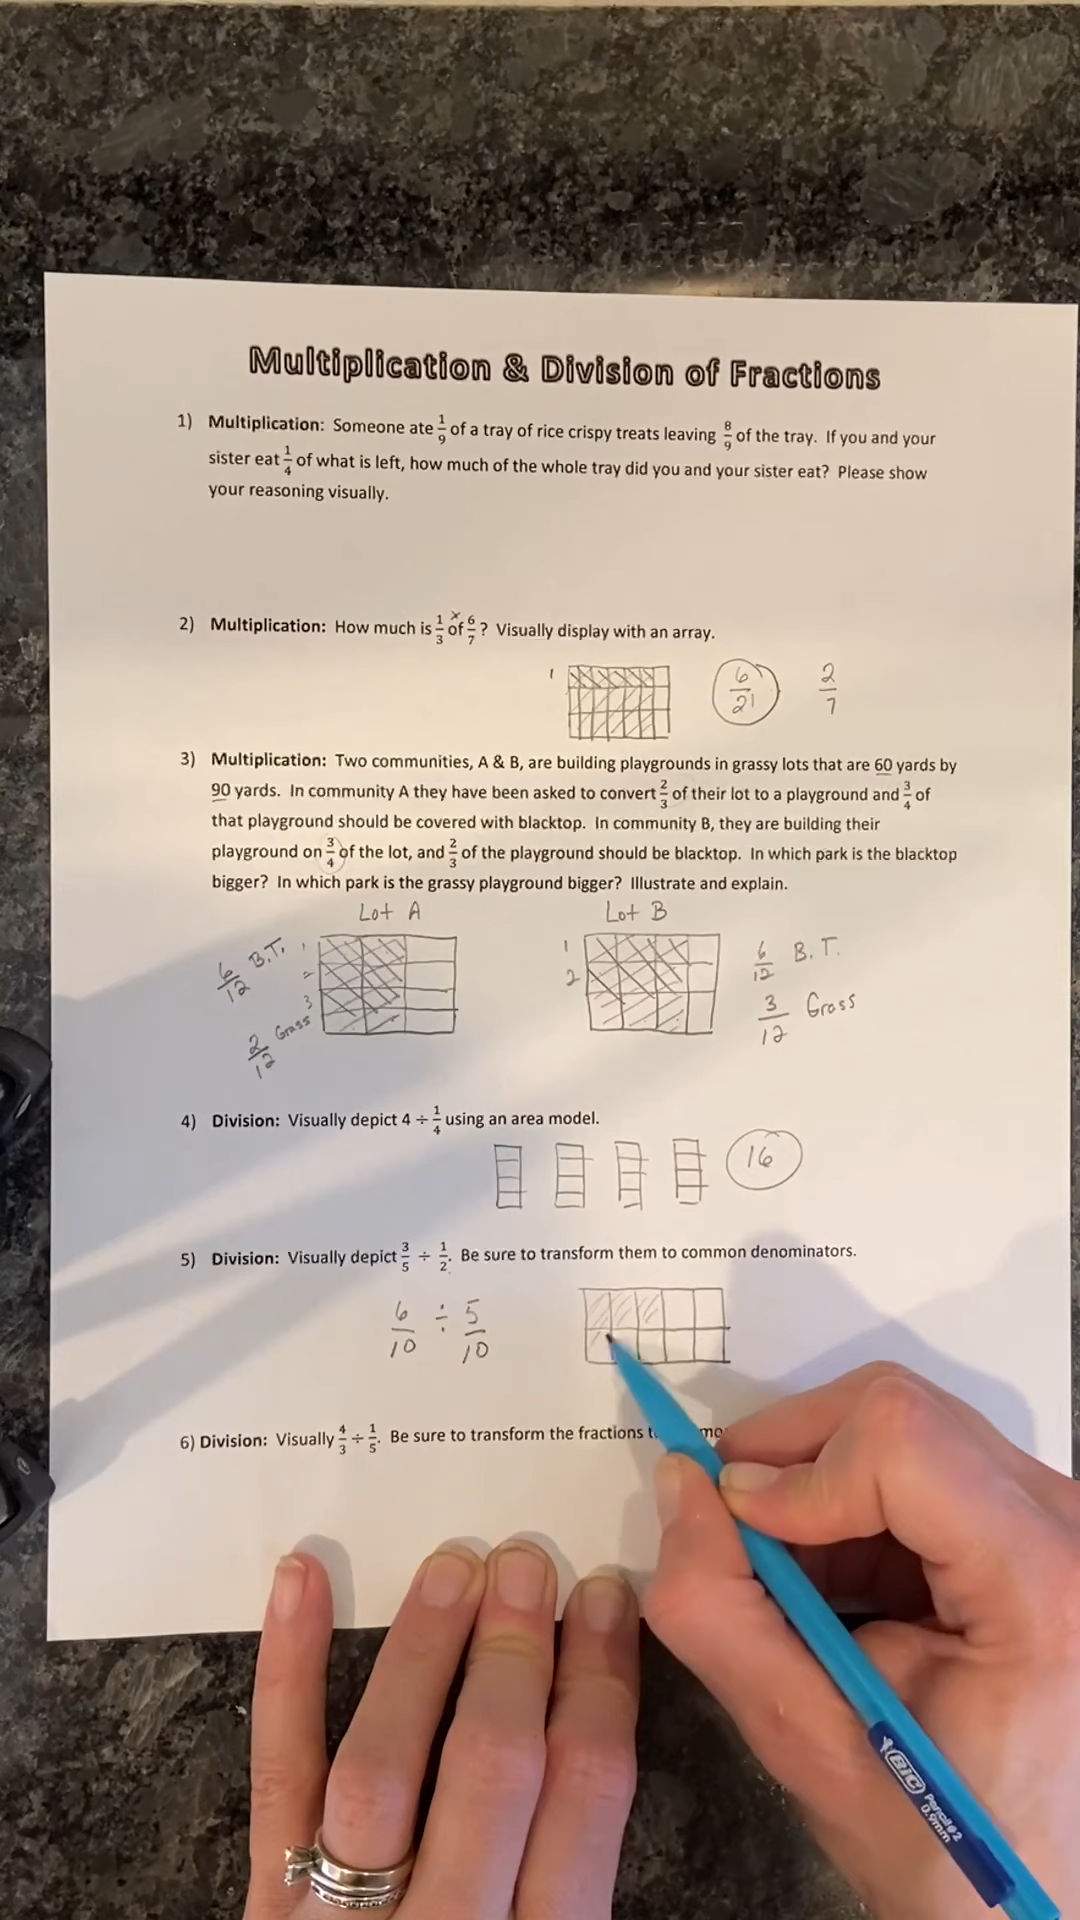 Multiplication & Division of Fractions
1) Multiplication: Someone ate 1/9 of a tray of rice crispy treats leaving 8/9 of the tray. If you and your
sister eat 1/4 of what is left, how much of the whole tray did you and your sister eat? Please show
your reasoning visually.
2) Multiplication: How much is 1/3 of x 6/7? Visually display with an array.
1
6/21
2/7
3) Multiplication: Two communities, A & B, are building playgrounds in grassy lots that are 60 yards by
90 yards. In community A they have been asked to convert 2/3 of their lot to a playground and 3/4 of
that playground should be covered with blacktop. In community B, they are building their
playground on 3/4 of the lot, and 2/3 of the playground should be blacktop. In which park is the blacktop
bigger? In which park is the grassy playground bigger? Illustrate and explain.
Lot A
6/12 B.T.
1
2
3
2/12 Grass
Lot B
1
2
6/12 B.T.
3/12 Grass
4) Division: Visually depict 4 ÷ 1/4 using an area model.
16
5) Division: Visually depict 3/5 ÷ 1/2. Be sure to transform them to common denominators.
6/10 ÷ 5/10
6) Division: Visually 4/3 ÷ 1/5. Be sure to transform the fractions
BIC
Pencil #2
0.9mm